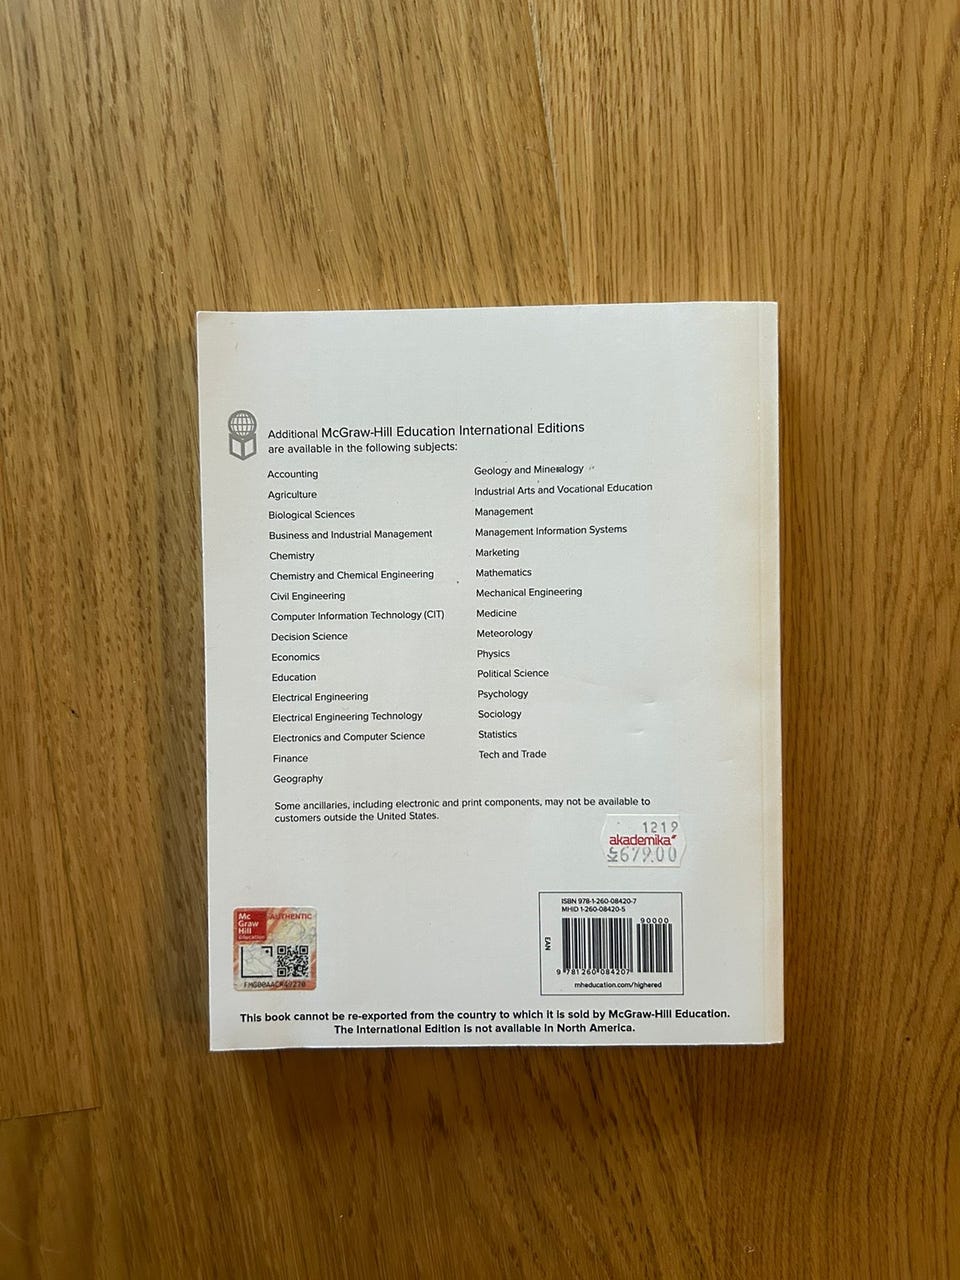 Additional McGraw-Hill Education International Editions
are available in the following subjects:
Accounting
Agriculture
Biological Sciences
Business and Industrial Management
Chemistry
Chemistry and Chemical Engineering
Civil Engineering
Computer Information Technology (CIT)
Decision Science
Economics
Education
Electrical Engineering
Electrical Engineering Technology
Electronics and Computer Science
Finance
Geography
Geology and Mineralogy
Industrial Arts and Vocational Education
Management
Management Information Systems
Marketing
Mathematics
Mechanical Engineering
Medicine
Meteorology
Physics
Political Science
Psychology
Sociology
Statistics
Tech and Trade
Some ancillaries, including electronic and print components, may not be available to
customers outside the United States.
1219
akademika
Kr 679.00
Mc
Graw
Hill
Education
AUTHENTIC
ISBN 978-1-260-08420-7
MHID 1-260-08420-5
90000
EAN
9 781260 084207
mheducation.com/highered
This book cannot be re-exported from the country to which it is sold by McGraw-Hill Education.
The International Edition is not available in North America.